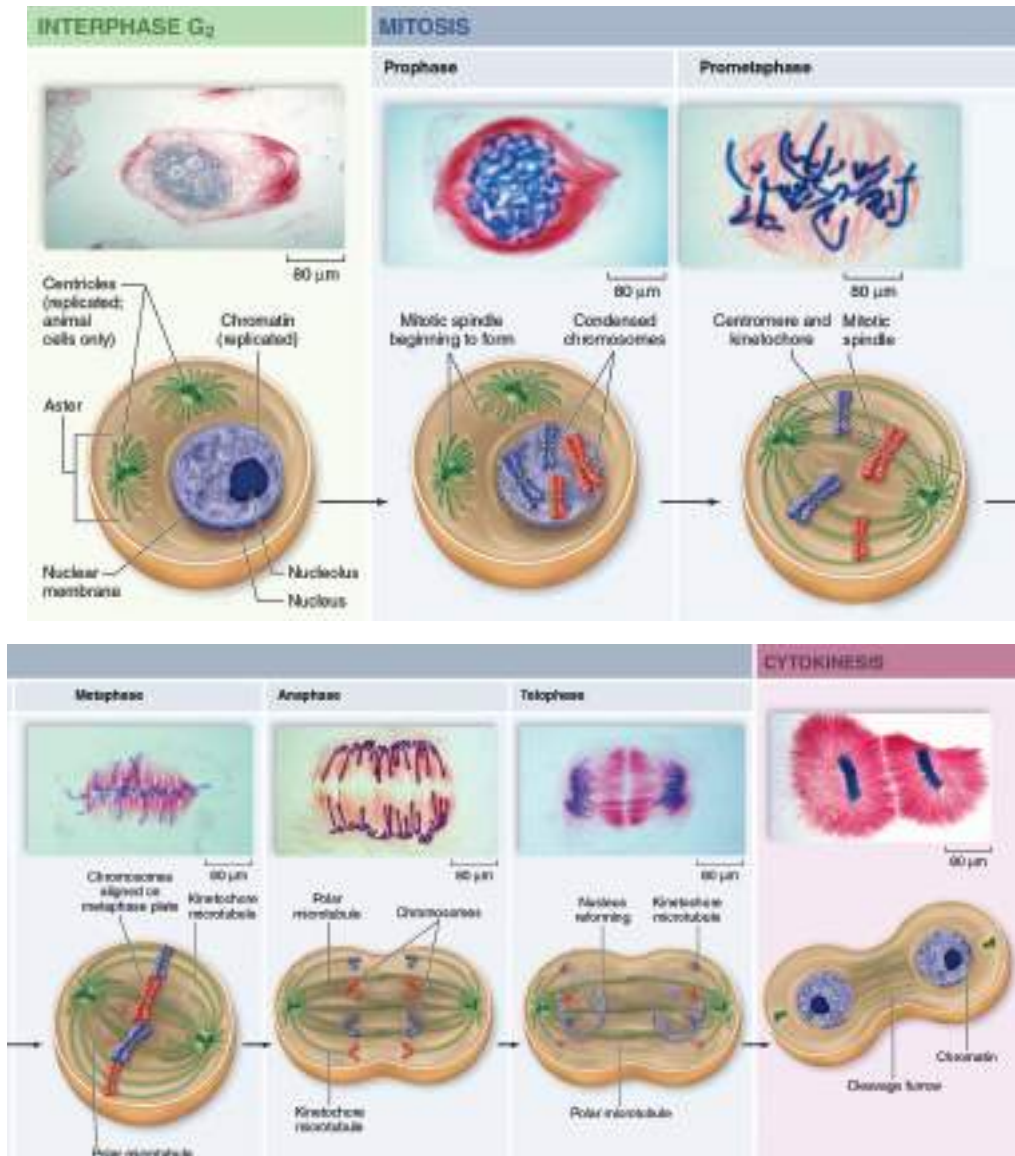 INTERPHASE G₂
MITOSIS
Prophase
Prometaphase
80 µm
80 µm
80 µm
Centrioles
(replicated;
animal
cells only)
Chromatin
(replicated)
Aster
Nuclear
membrane
Nucleolus
Nucleus
Mitotic spindle
beginning to form
Condensed
chromosomes
Centromere and
kinetochore
Mitotic
spindle
CYTOKINESIS
Metaphase
Anaphase
Telophase
80 µm
80 µm
80 µm
80 µm
Chromosomes
aligned on
metaphase plate
Kinetochore
microtubule
Polar microtubule
Polar
microtubule
Chromosomes
Kinetochore
microtubule
Nucleus
reforming
Kinetochore
microtubule
Polar microtubule
Chromatin
Cleavage furrow